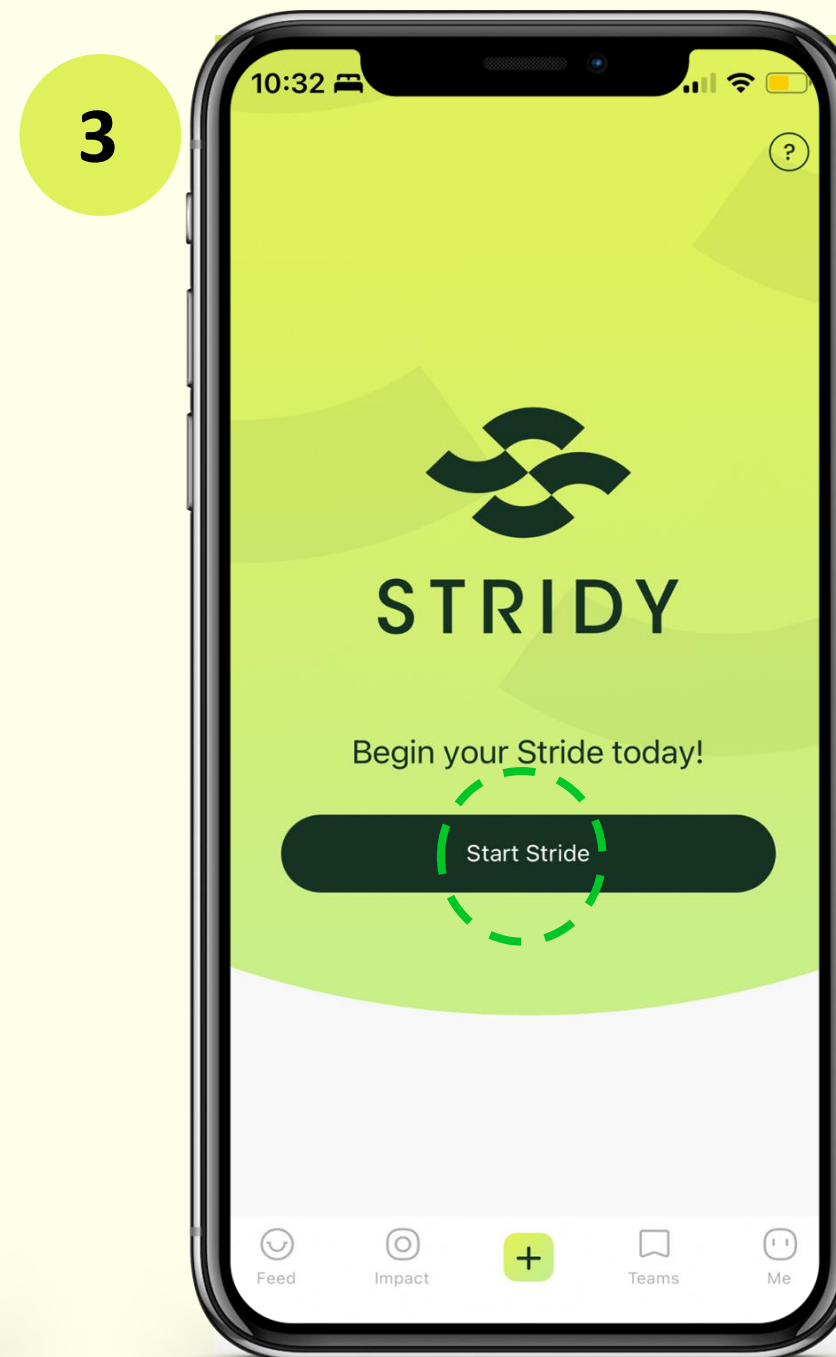 3
10:32
?
STRIDY
Begin your Stride today!
Start Stride
+
Feed
Impact
Teams
Me